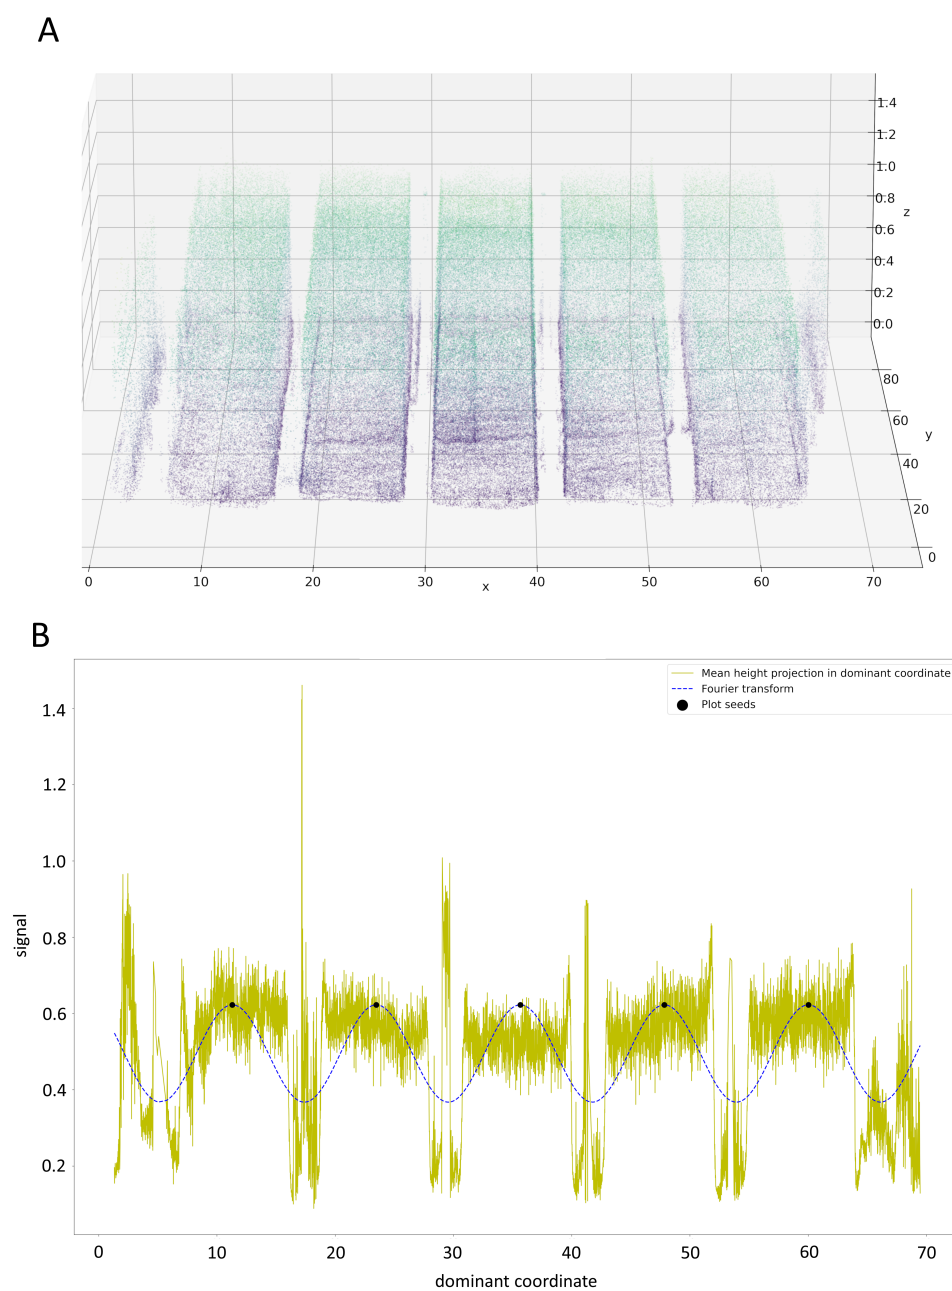 A
1.4
1.2
1.0
0.8
z
0.6
0.4
0.2
0.0
80
60
y
40
20
0
0 10 20 30 40 50 60 70
x
B
Mean height projection in dominant coordinate
Fourier transform
Plot seeds
1.4
1.2
1.0
0.8
signal
0.6
0.4
0.2
0 10 20 30 40 50 60 70
dominant coordinate